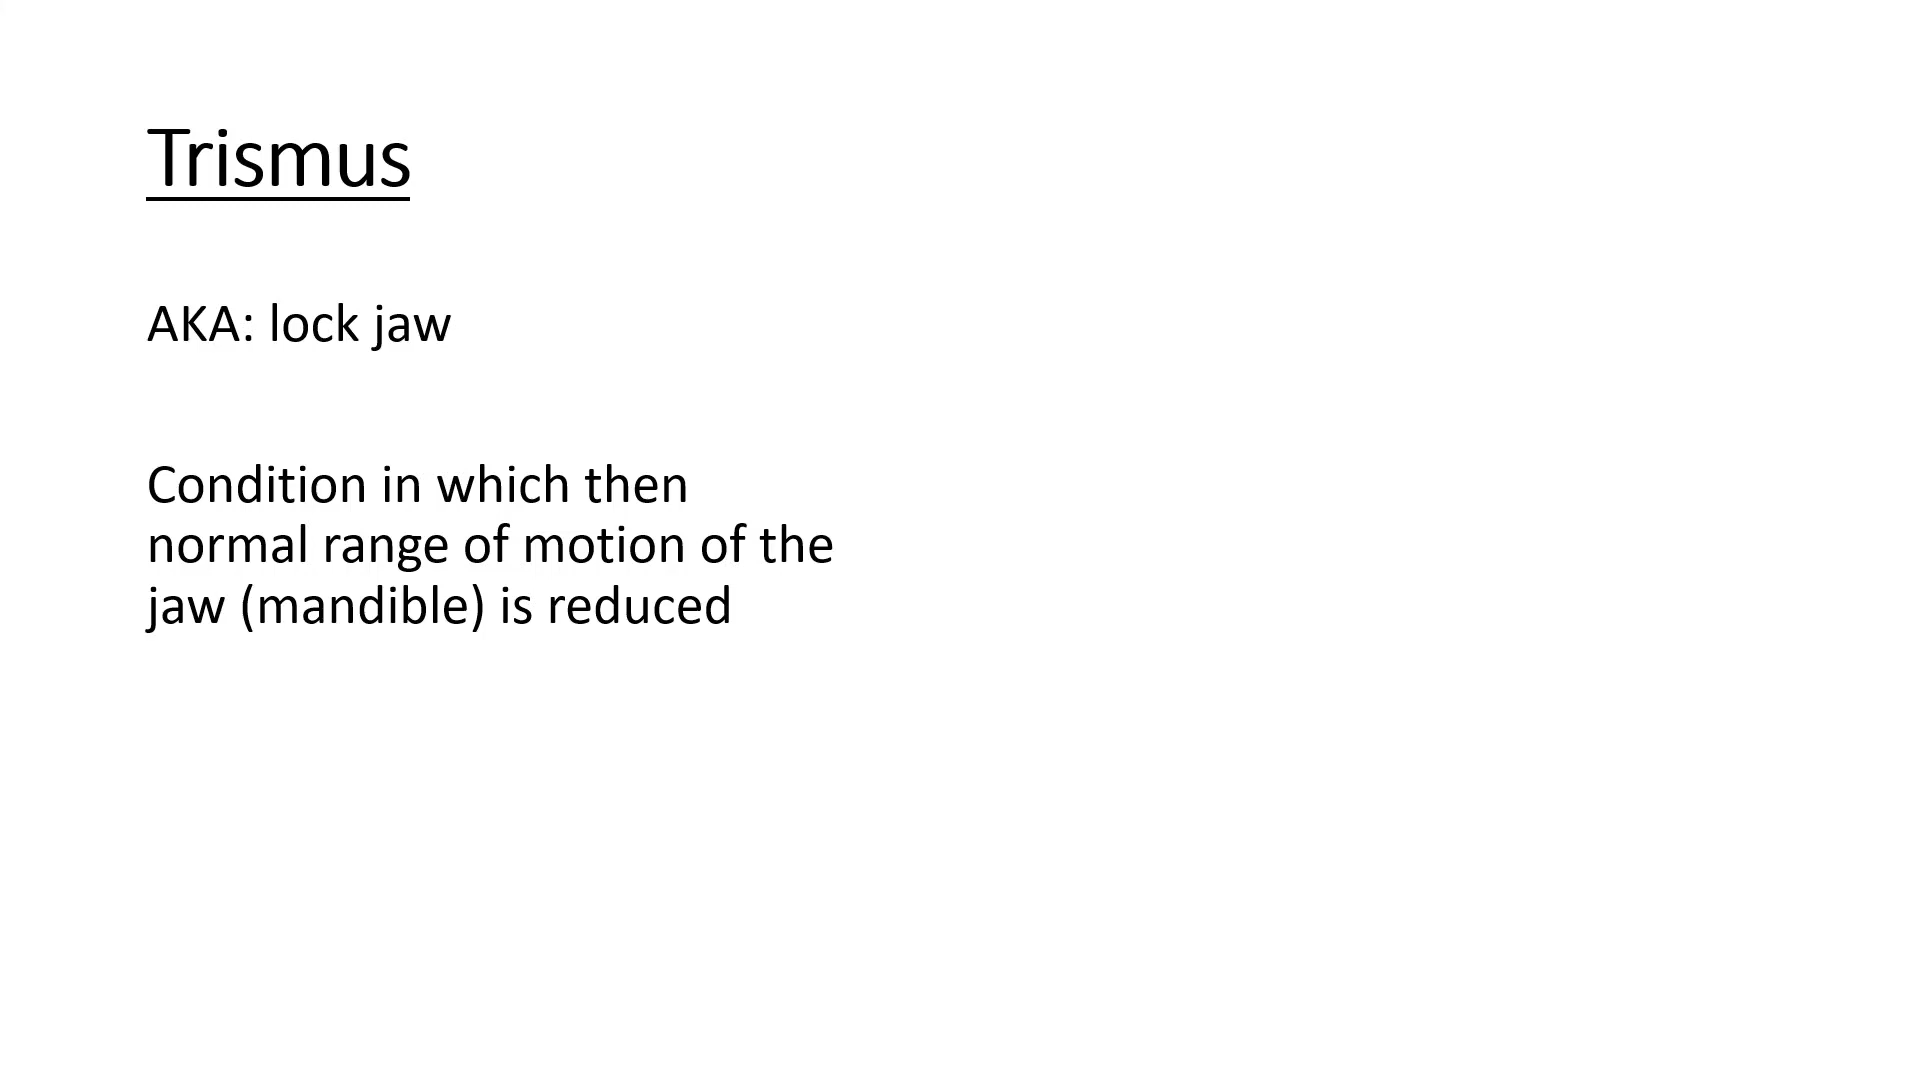 Trismus
AKA: lock jaw
Condition in which then
normal range of motion of the
jaw (mandible) is reduced